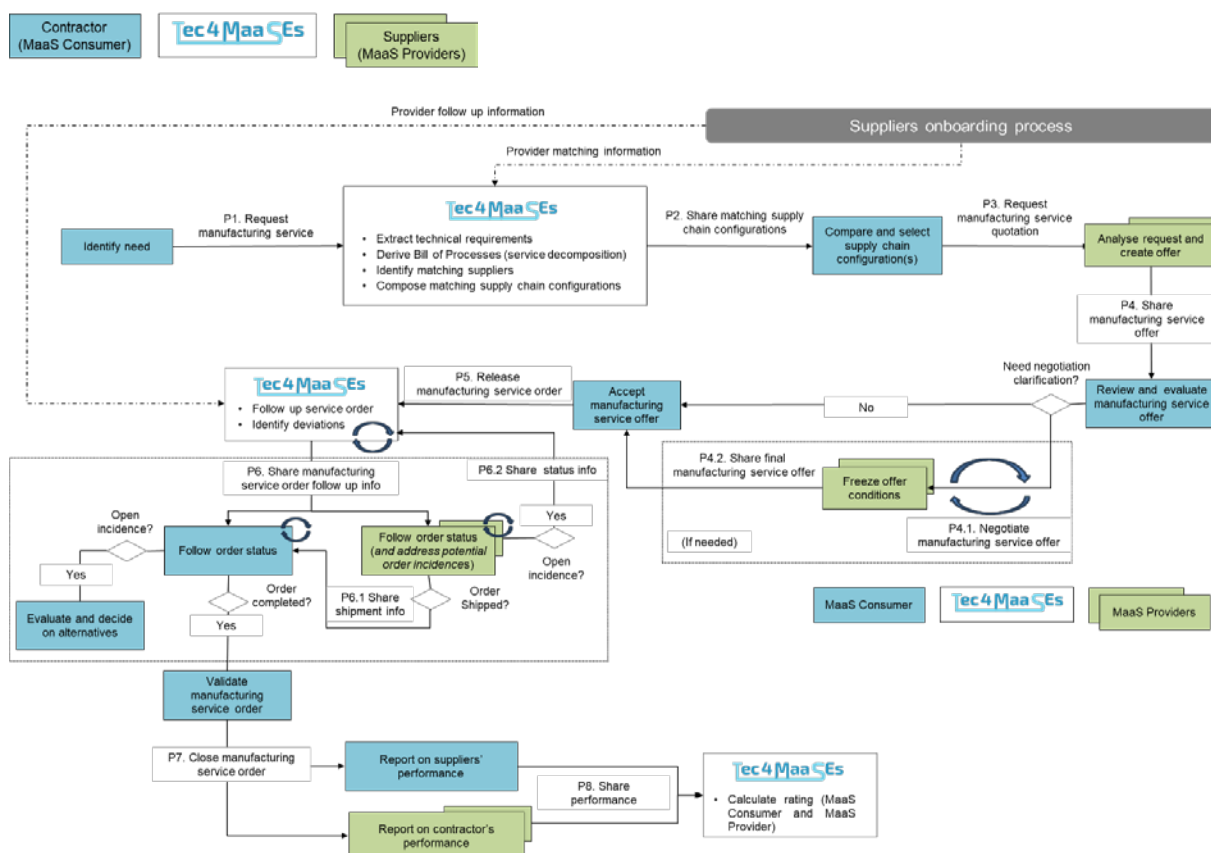 Contractor
(MaaS Consumer)
Tec4MaaSEs
Suppliers
(MaaS Providers)
Provider follow up information
Suppliers onboarding process
Provider matching information
Identify need
P1. Request
manufacturing service
Tec4MaaSEs
• Extract technical requirements
• Derive Bill of Processes (service decomposition)
• Identify matching suppliers
• Compose matching supply chain configurations
P2. Share matching supply
chain configurations
Compare and select
supply chain
configuration(s)
P3. Request
manufacturing service
quotation
Analyse request and
create offer
P4. Share
manufacturing service
offer
Need negotiation
clarification?
Review and evaluate
manufacturing service
offer
No
Accept
manufacturing
service offer
P5. Release
manufacturing service order
Tec4MaaSEs
• Follow up service order
• Identify deviations
P4.2. Share final
manufacturing service offer
Freeze offer
conditions
P4.1. Negotiate
manufacturing service offer
(If needed)
P6. Share manufacturing
service order follow up info
P6.2 Share status info
Open
incidence?
Follow order status
Follow order status
(and address potential
order incidences)
Yes
Open
incidence?
Yes
Order
completed?
P6.1 Share
shipment info
Order
Shipped?
Evaluate and decide
on alternatives
Yes
MaaS Consumer
Tec4MaaSEs
MaaS Providers
Validate
manufacturing
service order
P7. Close manufacturing
service order
Report on suppliers'
performance
P8. Share
performance
Report on contractor's
performance
Tec4MaaSEs
• Calculate rating (MaaS
Consumer and MaaS
Provider)